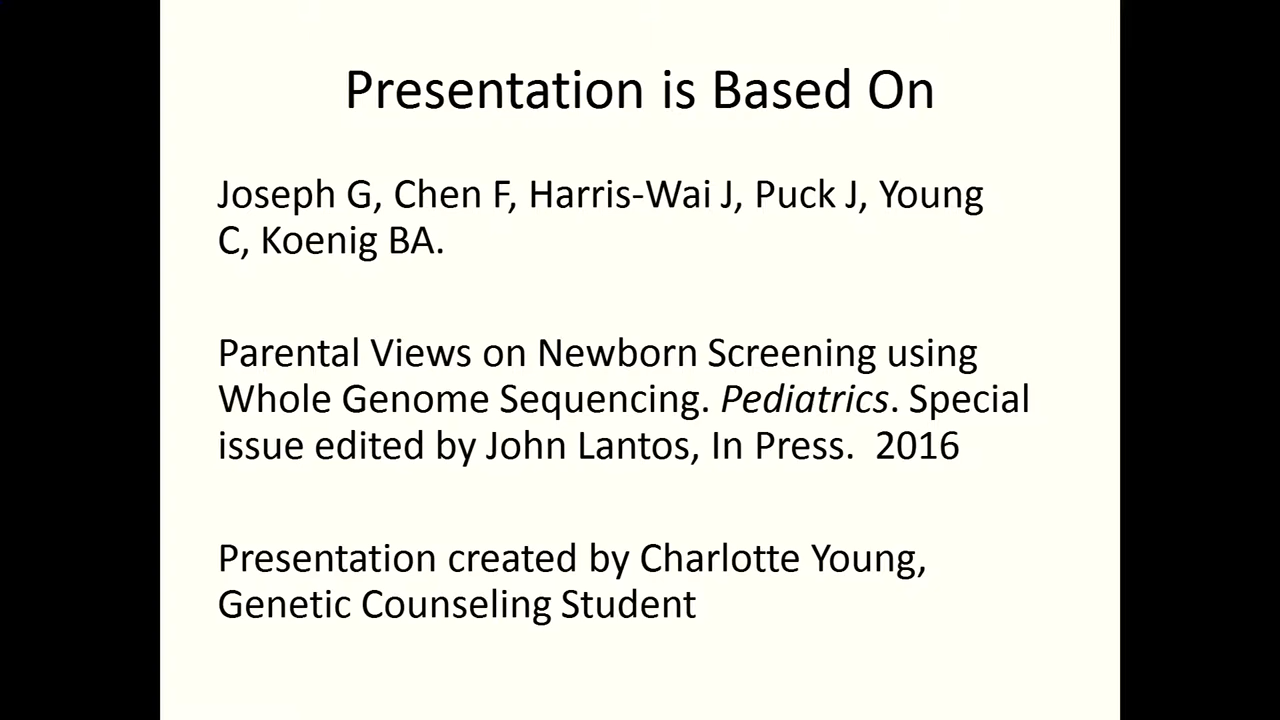 Presentation is Based On
Joseph G, Chen F, Harris-Wai J, Puck J, Young
C, Koenig BA.
Parental Views on Newborn Screening using
Whole Genome Sequencing. Pediatrics. Special
issue edited by John Lantos, In Press.  2016
Presentation created by Charlotte Young,
Genetic Counseling Student